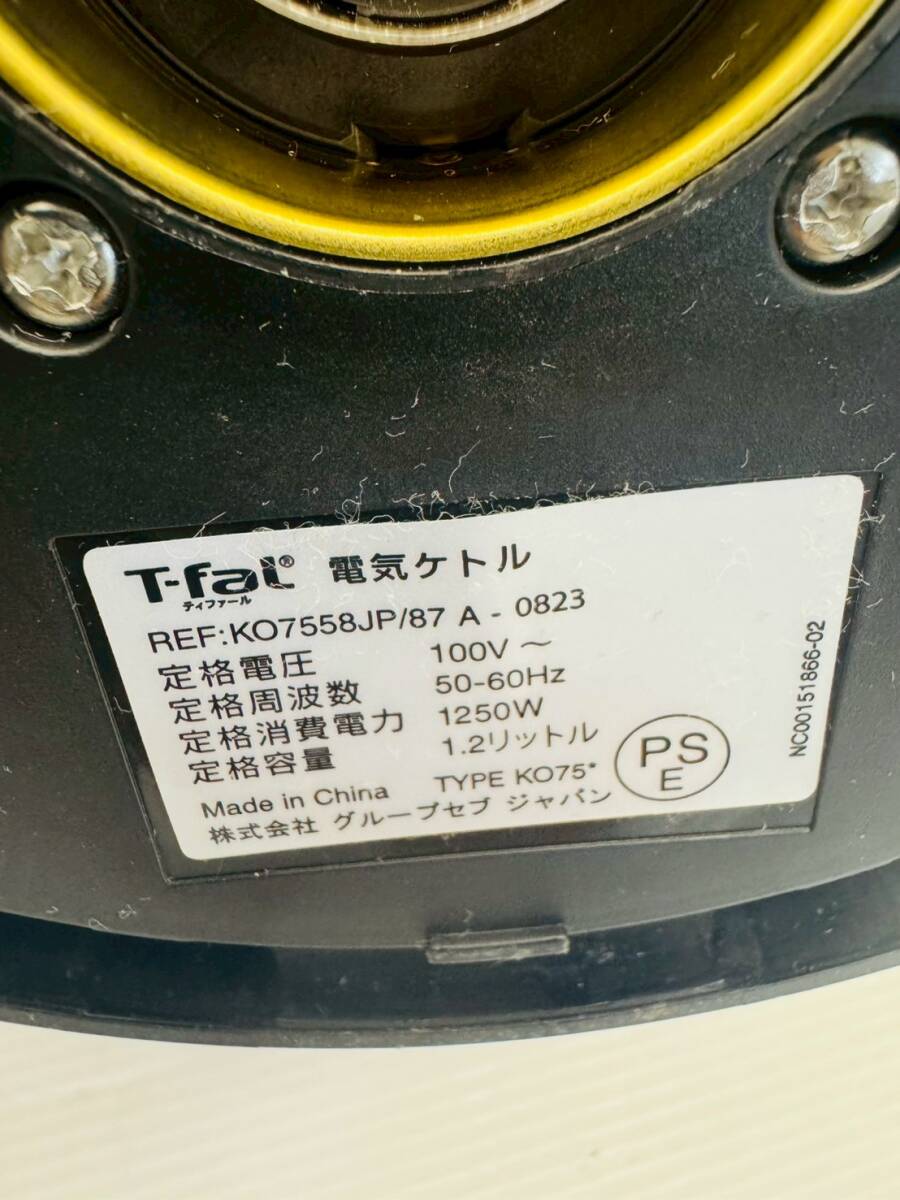 T-fal® 電気ケトル
ティファール
REF:KO7558JP/87 A - 0823
定格電圧 100V ～
定格周波数 50-60Hz
定格消費電力 1250W
定格容量 1.2リットル
Made in China TYPE KO75*
株式会社 グループセブ ジャパン
PS
E
NC00151866-02